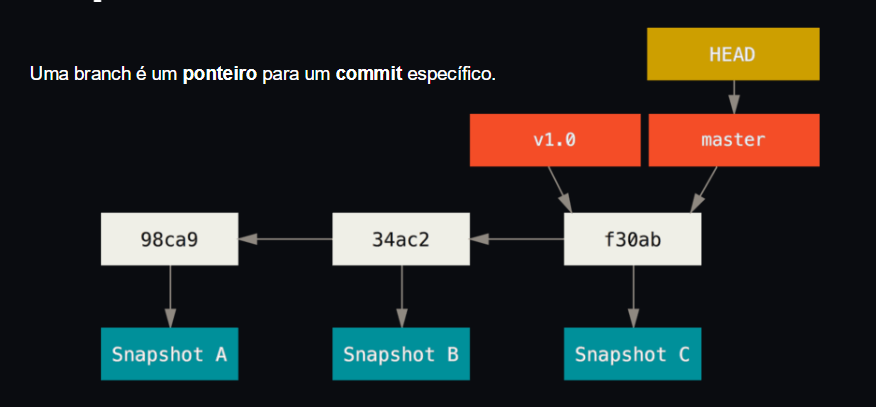 Uma branch é um ponteiro para um commit específico.
HEAD
v1.0
master
98ca9
34ac2
f30ab
Snapshot A
Snapshot B
Snapshot C